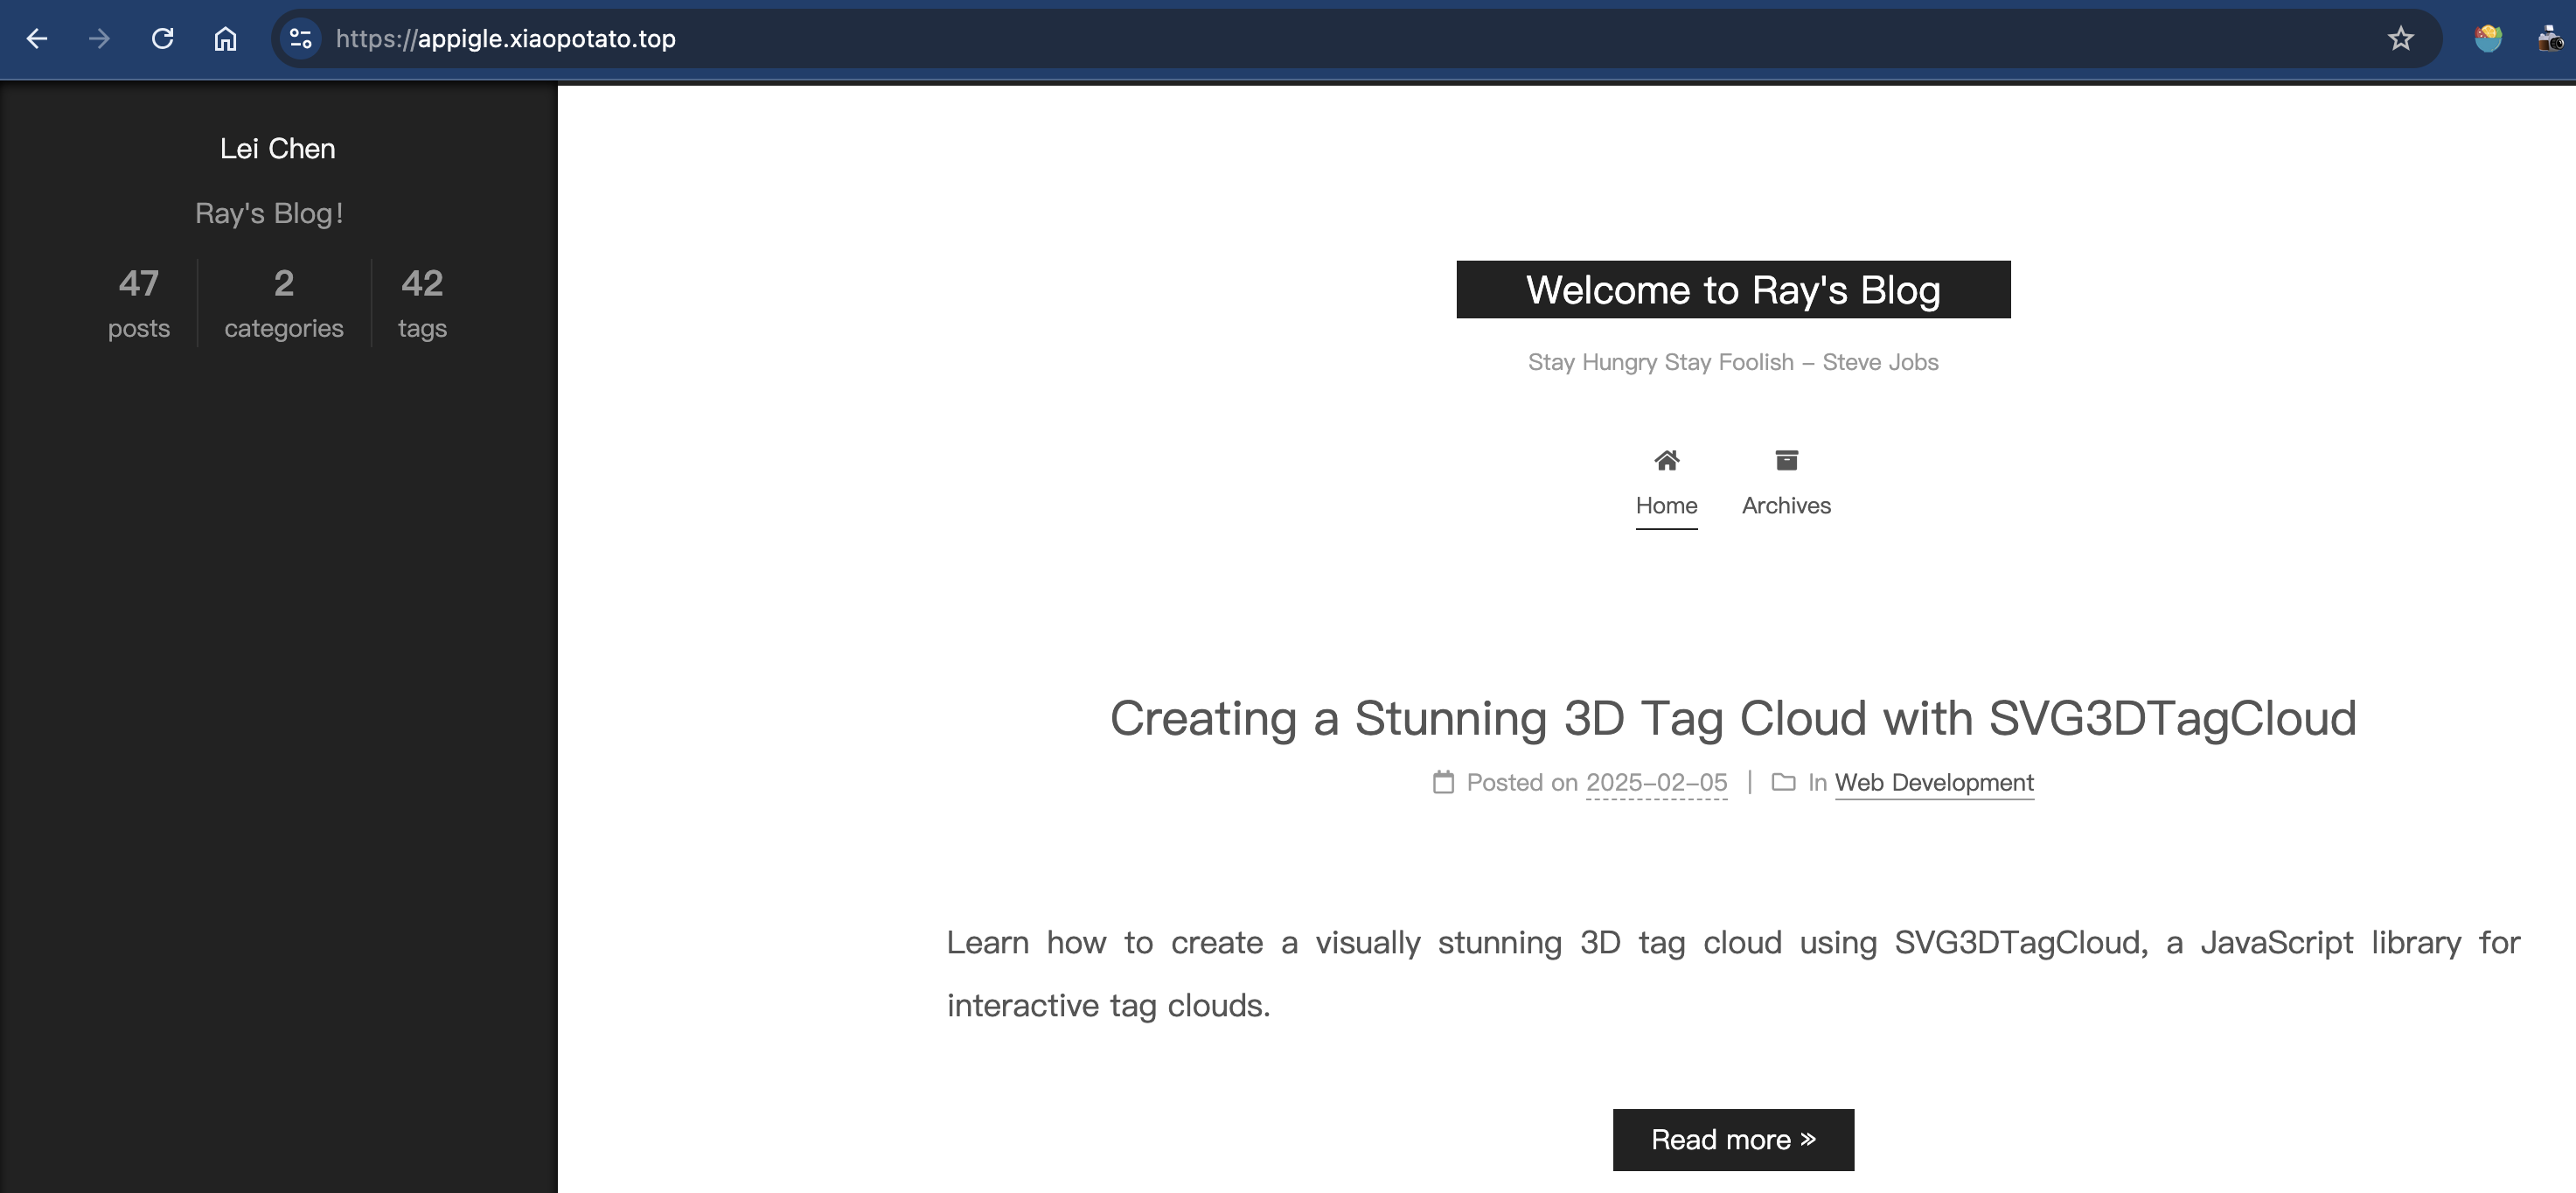 https://appigle.xiaopotato.top
Lei Chen
Ray's Blog!
47
posts
2
categories
42
tags
Welcome to Ray's Blog
Stay Hungry Stay Foolish – Steve Jobs
Home
Archives
Creating a Stunning 3D Tag Cloud with SVG3DTagCloud
Posted on 2025-02-05 | In Web Development
Learn how to create a visually stunning 3D tag cloud using SVG3DTagCloud, a JavaScript library for
interactive tag clouds.
Read more »